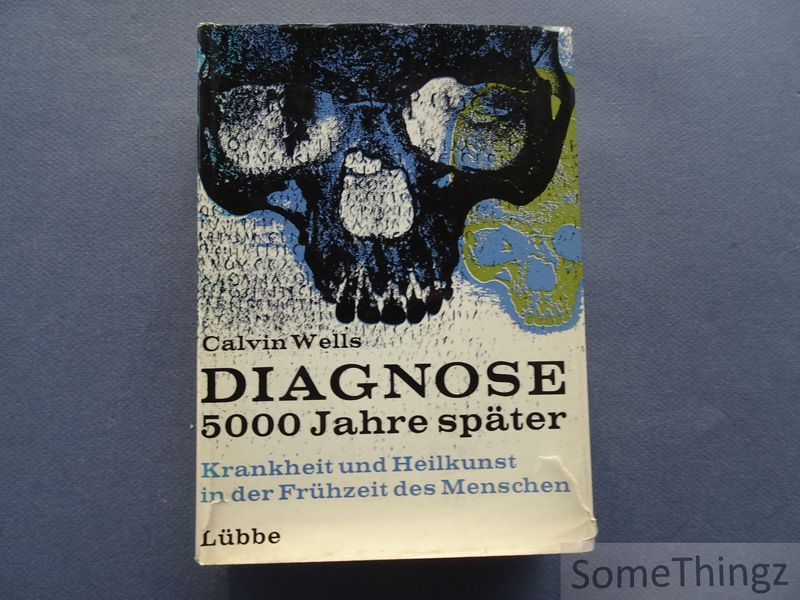 Calvin Wells
DIAGNOSE
5000 Jahre später
Krankheit und Heilkunst
in der Frühzeit des Menschen
Lübbe
SomeThingz